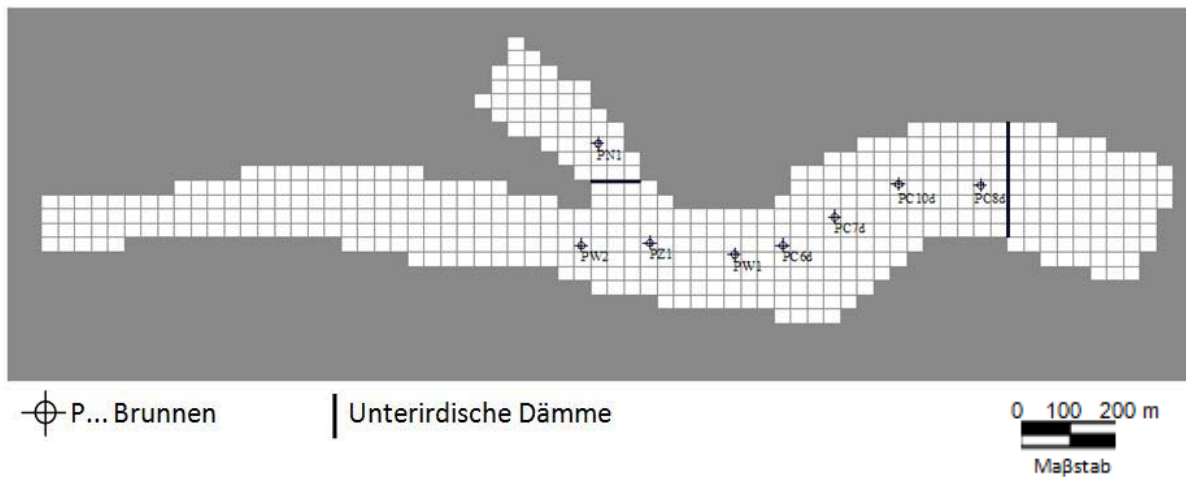 PN1
PC10d
PC8d
PC7d
PW2
PZ1
PW1
PC6d
P... Brunnen
Unterirdische Dämme
0 100 200 m
Maβstab